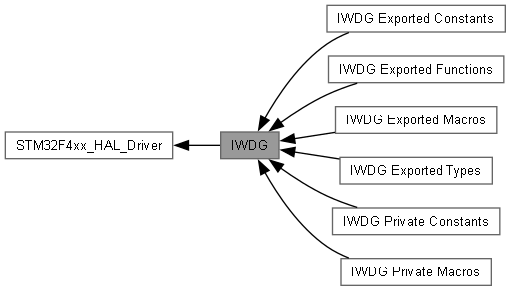 IWDG Exported Constants
IWDG Exported Functions
IWDG Exported Macros
STM32F4xx_HAL_Driver
IWDG
IWDG Exported Types
IWDG Private Constants
IWDG Private Macros